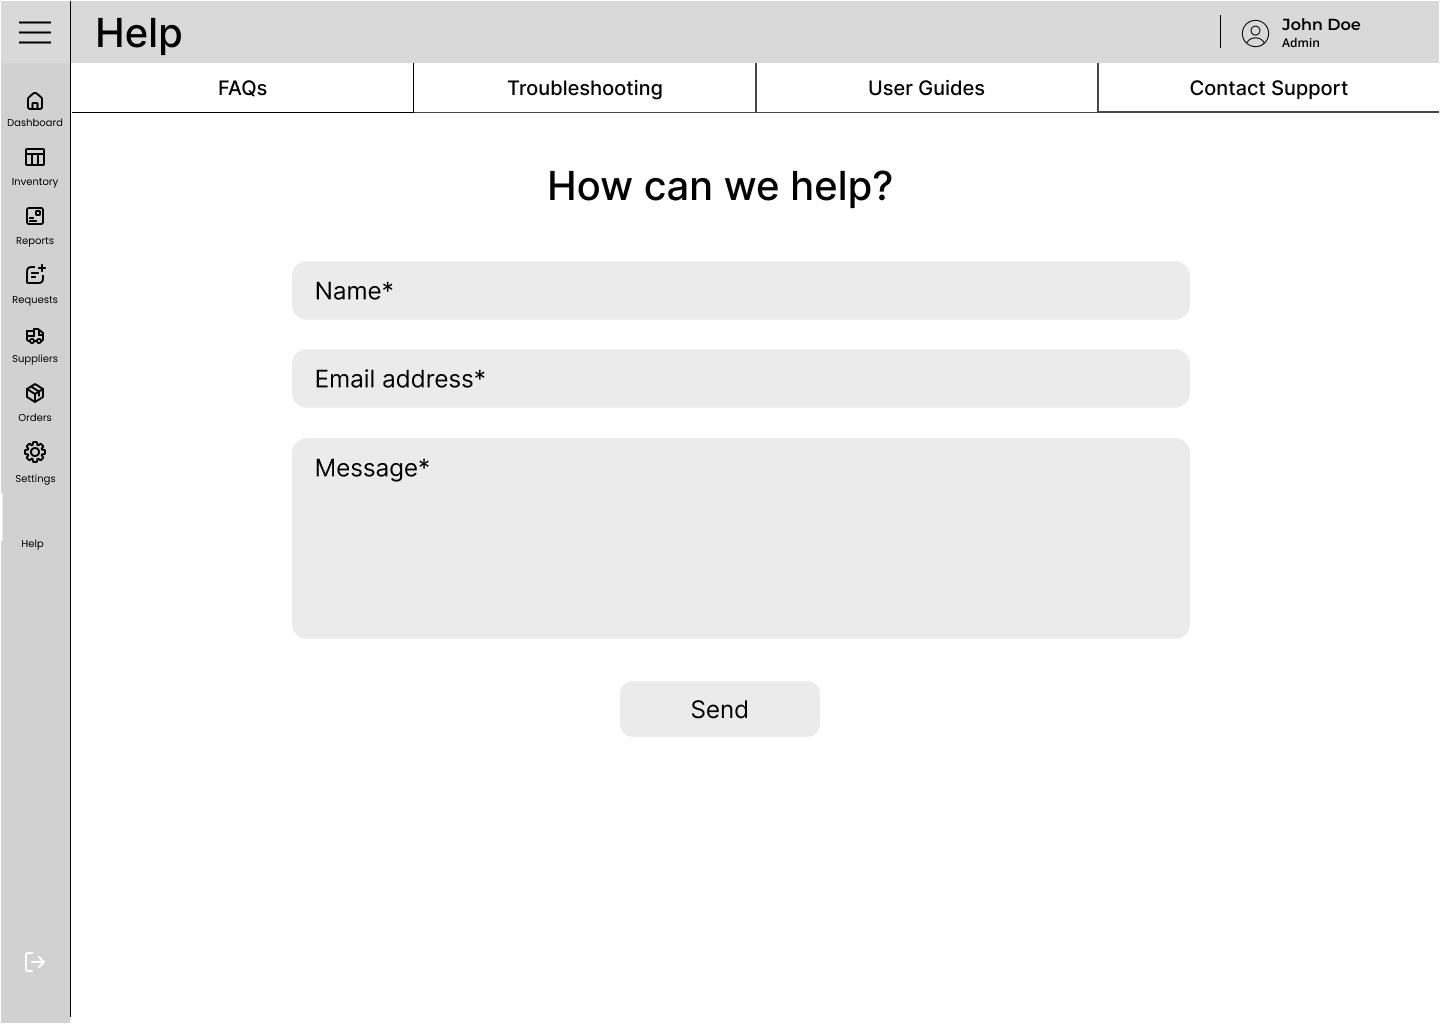 Help
John Doe
Admin
FAQs
Troubleshooting
User Guides
Contact Support
Dashboard
Inventory
Reports
Requests
Suppliers
Orders
Settings
Help
How can we help?
Name*
Email address*
Message*
Send